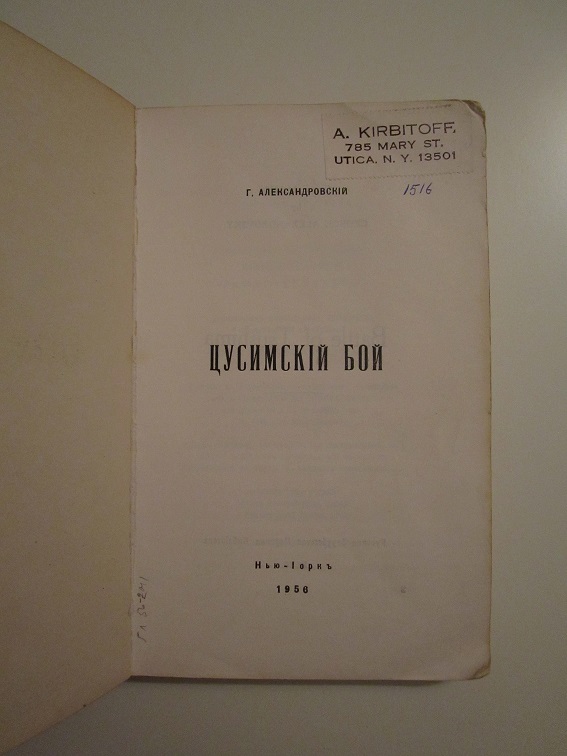 A. KIRBITOFF.
785 MARY ST.
UTICA, N. Y. 13501
1516
Г. АЛЕКСАНДРОВСКІЙ
ЦУСИМСКІЙ БОЙ
Нью-Іоркъ
1956